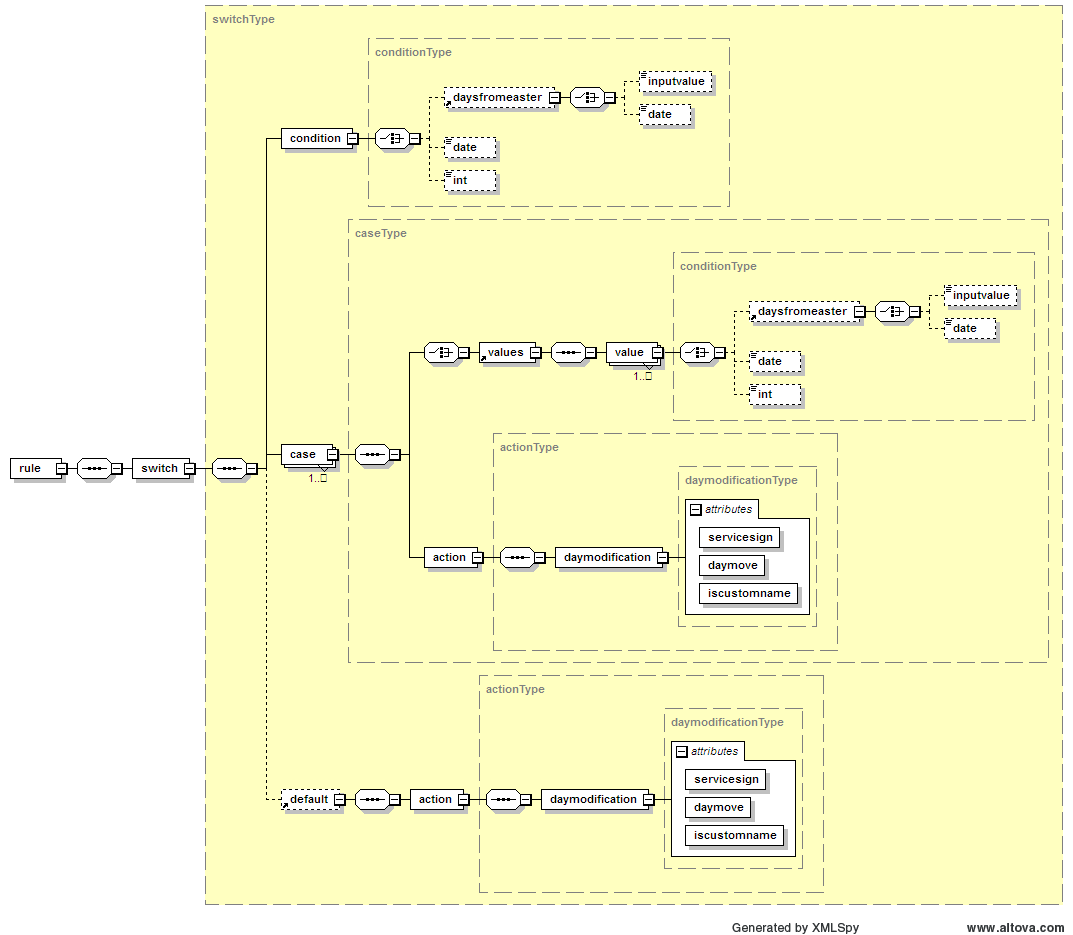 switchType
conditionType
daysfromeaster
inputvalue
date
condition
date
int
caseType
conditionType
daysfromeaster
inputvalue
date
values
value
1..□
date
int
actionType
daymodificationType
attributes
servicesign
daymove
iscustomname
rule
switch
case
1..□
action
daymodification
actionType
daymodificationType
attributes
servicesign
daymove
iscustomname
default
action
daymodification
Generated by XMLSpy
www.altova.com